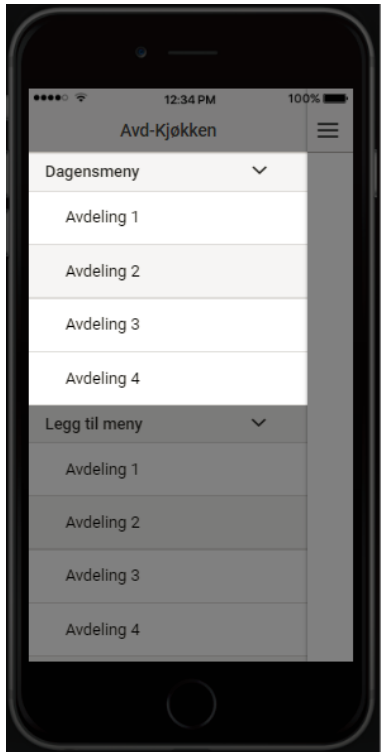 12:34 PM
100%
Avd-Kjøkken
Dagensmeny
Avdeling 1
Avdeling 2
Avdeling 3
Avdeling 4
Legg til meny
Avdeling 1
Avdeling 2
Avdeling 3
Avdeling 4